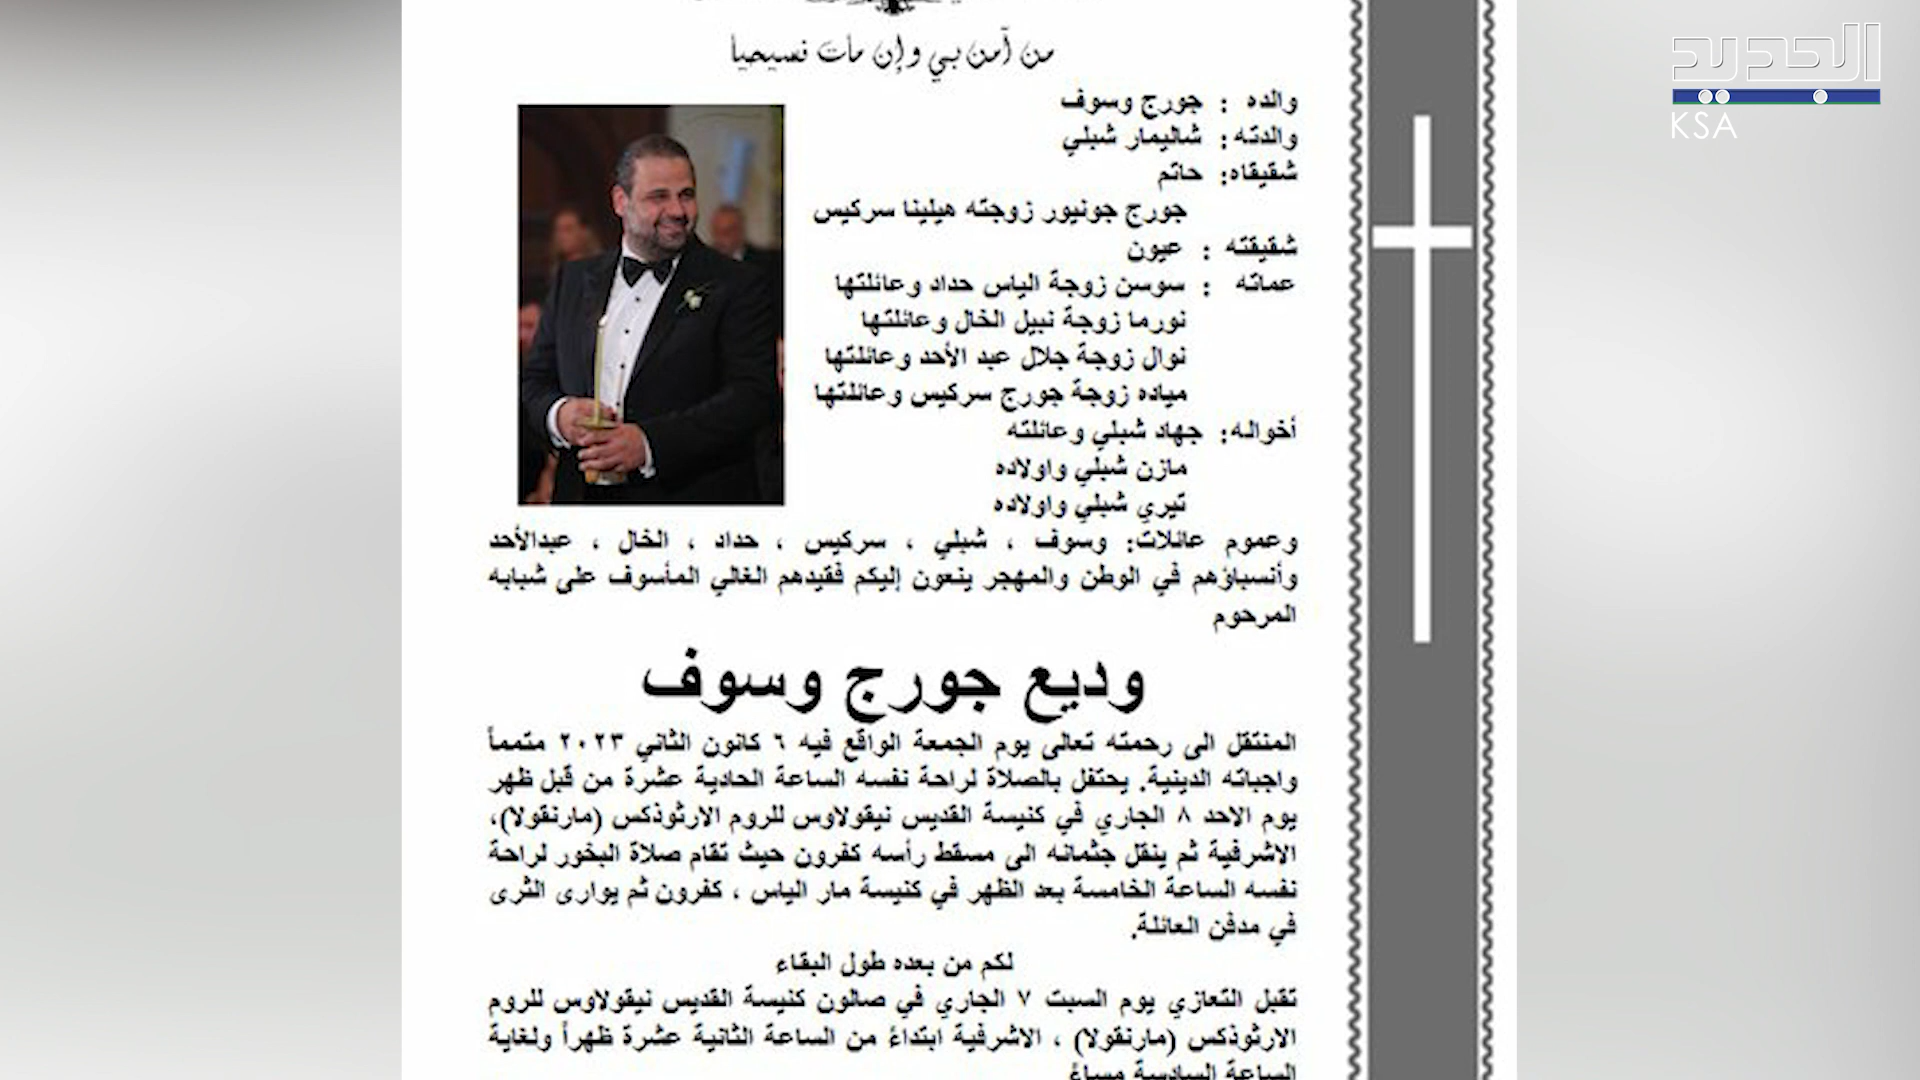 الجديد
KSA
من آمن بي وإن مات فسيحيا
والده : جورج وسوف
والدته: شاليمار شبلي
شقيقاه: حاتم
جورج جونيور زوجته هيلينا سركيس
شقيقته : عيون
عماته : سوسن زوجة الياس حداد وعائلتها
نورما زوجة نبيل الخال وعائلتها
نوال زوجة جلال عبد الأحد وعائلتها
مياده زوجة جورج سركيس وعائلتها
أخواله: جهاد شبلي وعائلته
مازن شبلي واولاده
تيري شبلي واولاده
وعموم عائلات: وسوف ، شبلي ، سركيس ، حداد ، الخال ، عبدالأحد
وأنسباؤهم في الوطن والمهجر ينعون إليكم فقيدهم الغالي المأسوف على شبابه
المرحوم
وديع جورج وسوف
المنتقل الى رحمته تعالى يوم الجمعة الواقع فيه ٦ كانون الثاني ٢٠٢٣ متمماً
واجباته الدينية. يحتفل بالصلاة لراحة نفسه الساعة الحادية عشرة من قبل ظهر
يوم الاحد ٨ الجاري في كنيسة القديس نيقولاوس للروم الارثوذكس (مارنقولا)،
الاشرفية ثم ينقل جثمانه الى مسقط رأسه كفرون حيث تقام صلاة البخور لراحة
نفسه الساعة الخامسة بعد الظهر في كنيسة مار الياس ، كفرون ثم يوارى الثرى
في مدفن العائلة.
لكم من بعده طول البقاء
تقبل التعازي يوم السبت ٧ الجاري في صالون كنيسة القديس نيقولاوس للروم
الارثوذكس (مارنقولا) ، الاشرفية ابتداءً من الساعة الثانية عشرة ظهراً ولغاية
الساعة السادسة مساءً